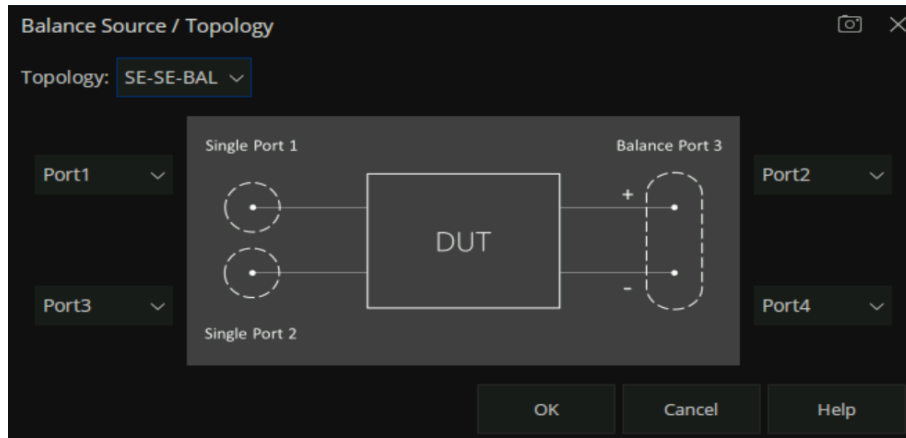 Balance Source / Topology
Topology: SE-SE-BAL
Single Port 1
Balance Port 3
Port1
Port2
+
DUT
-
Port3
Port4
Single Port 2
OK
Cancel
Help